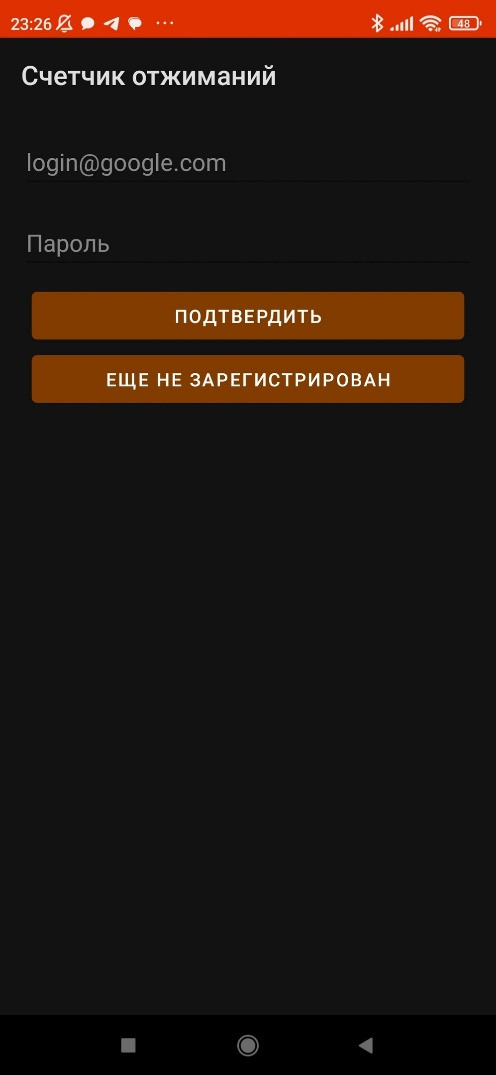 23:26
48
Счетчик отжиманий
login@google.com
Пароль
ПОДТВЕРДИТЬ
ЕЩЕ НЕ ЗАРЕГИСТРИРОВАН